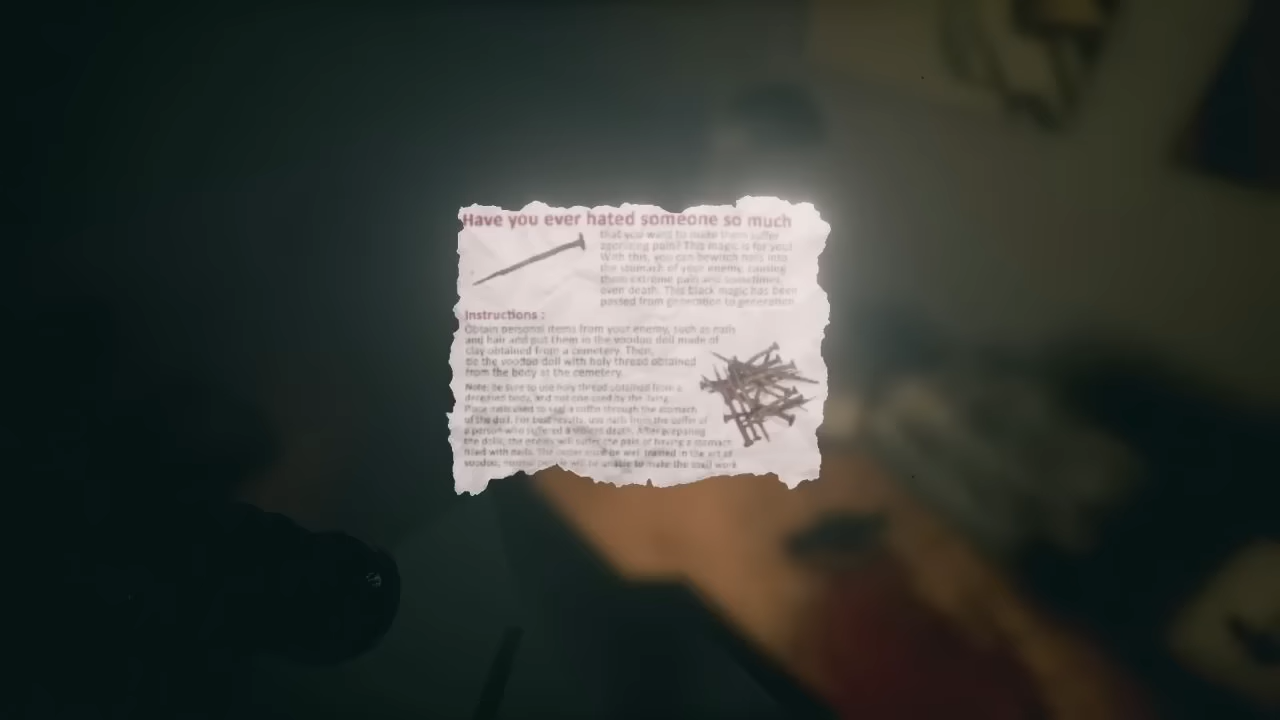 Have you ever hated someone so much
that you want to make them suffer
agonizing pain? This magic is for you!
With this, you can bewitch nails into
the stomach of your enemy, causing
them extreme pain and sometimes,
even death. This black magic has been
passed from generation to generation.
Instructions :
Obtain personal items from your enemy, such as nails
and hair and put them in the voodoo doll made of
clay obtained from a cemetery. Then,
tie the voodoo doll with holy thread obtained
from the body at the cemetery.
Note: Be sure to use holy thread obtained from a
deceased body, and not one used by the living.
Place nails used to seal a coffin through the stomach
of the doll. For best results, use nails from the coffin of
a person who suffered a violent death. After preparing
the dolls, the enemy will suffer the pain of having a stomach
filled with nails. The caster must be well trained in the art of
voodoo; normal people will be unable to make the spell work